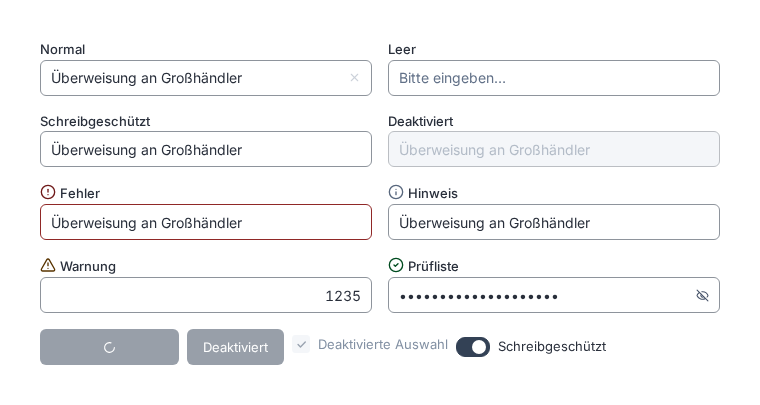 Normal
Leer
Überweisung an Großhändler
Bitte eingeben...
Schreibgeschützt
Deaktiviert
Überweisung an Großhändler
Überweisung an Großhändler
Fehler
Hinweis
Überweisung an Großhändler
Überweisung an Großhändler
Warnung
Prüfliste
1235
••••••••••••••••••••
Deaktiviert
Deaktivierte Auswahl
Schreibgeschützt